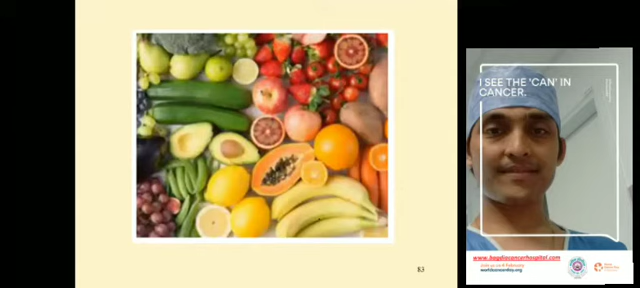 83
I SEE THE 'CAN' IN
CANCER.
www.bagdiacancerhospital.com
worldcancerday.org